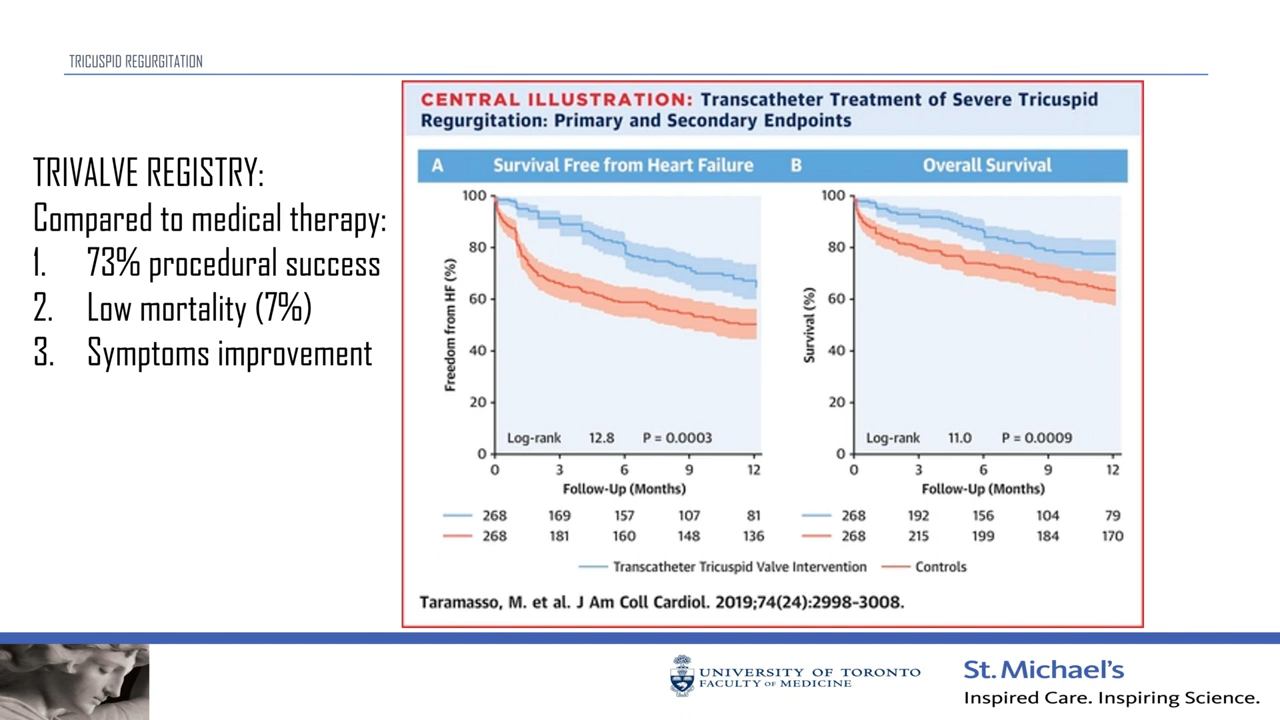 TRICUSPID REGURGITATION
TRIVALVE REGISTRY:
Compared to medical therapy:
1. 73% procedural success
2. Low mortality (7%)
3. Symptoms improvement
CENTRAL ILLUSTRATION: Transcatheter Treatment of Severe Tricuspid
Regurgitation: Primary and Secondary Endpoints
A Survival Free from Heart Failure
Freedom from HF (%)
100
80
60
40
20
0
Log-rank 12.8 P = 0.0003
0 3 6 9 12
Follow-Up (Months)
268 169 157 107 81
268 181 160 148 136
B Overall Survival
Survival (%)
100
80
60
40
20
0
Log-rank 11.0 P = 0.0009
0 3 6 9 12
Follow-Up (Months)
268 192 156 104 79
268 215 199 184 170
Transcatheter Tricuspid Valve Intervention Controls
Taramasso, M. et al. J Am Coll Cardiol. 2019;74(24):2998-3008.
UNIVERSITY OF TORONTO
FACULTY OF MEDICINE
St. Michael's
Inspired Care. Inspiring Science.